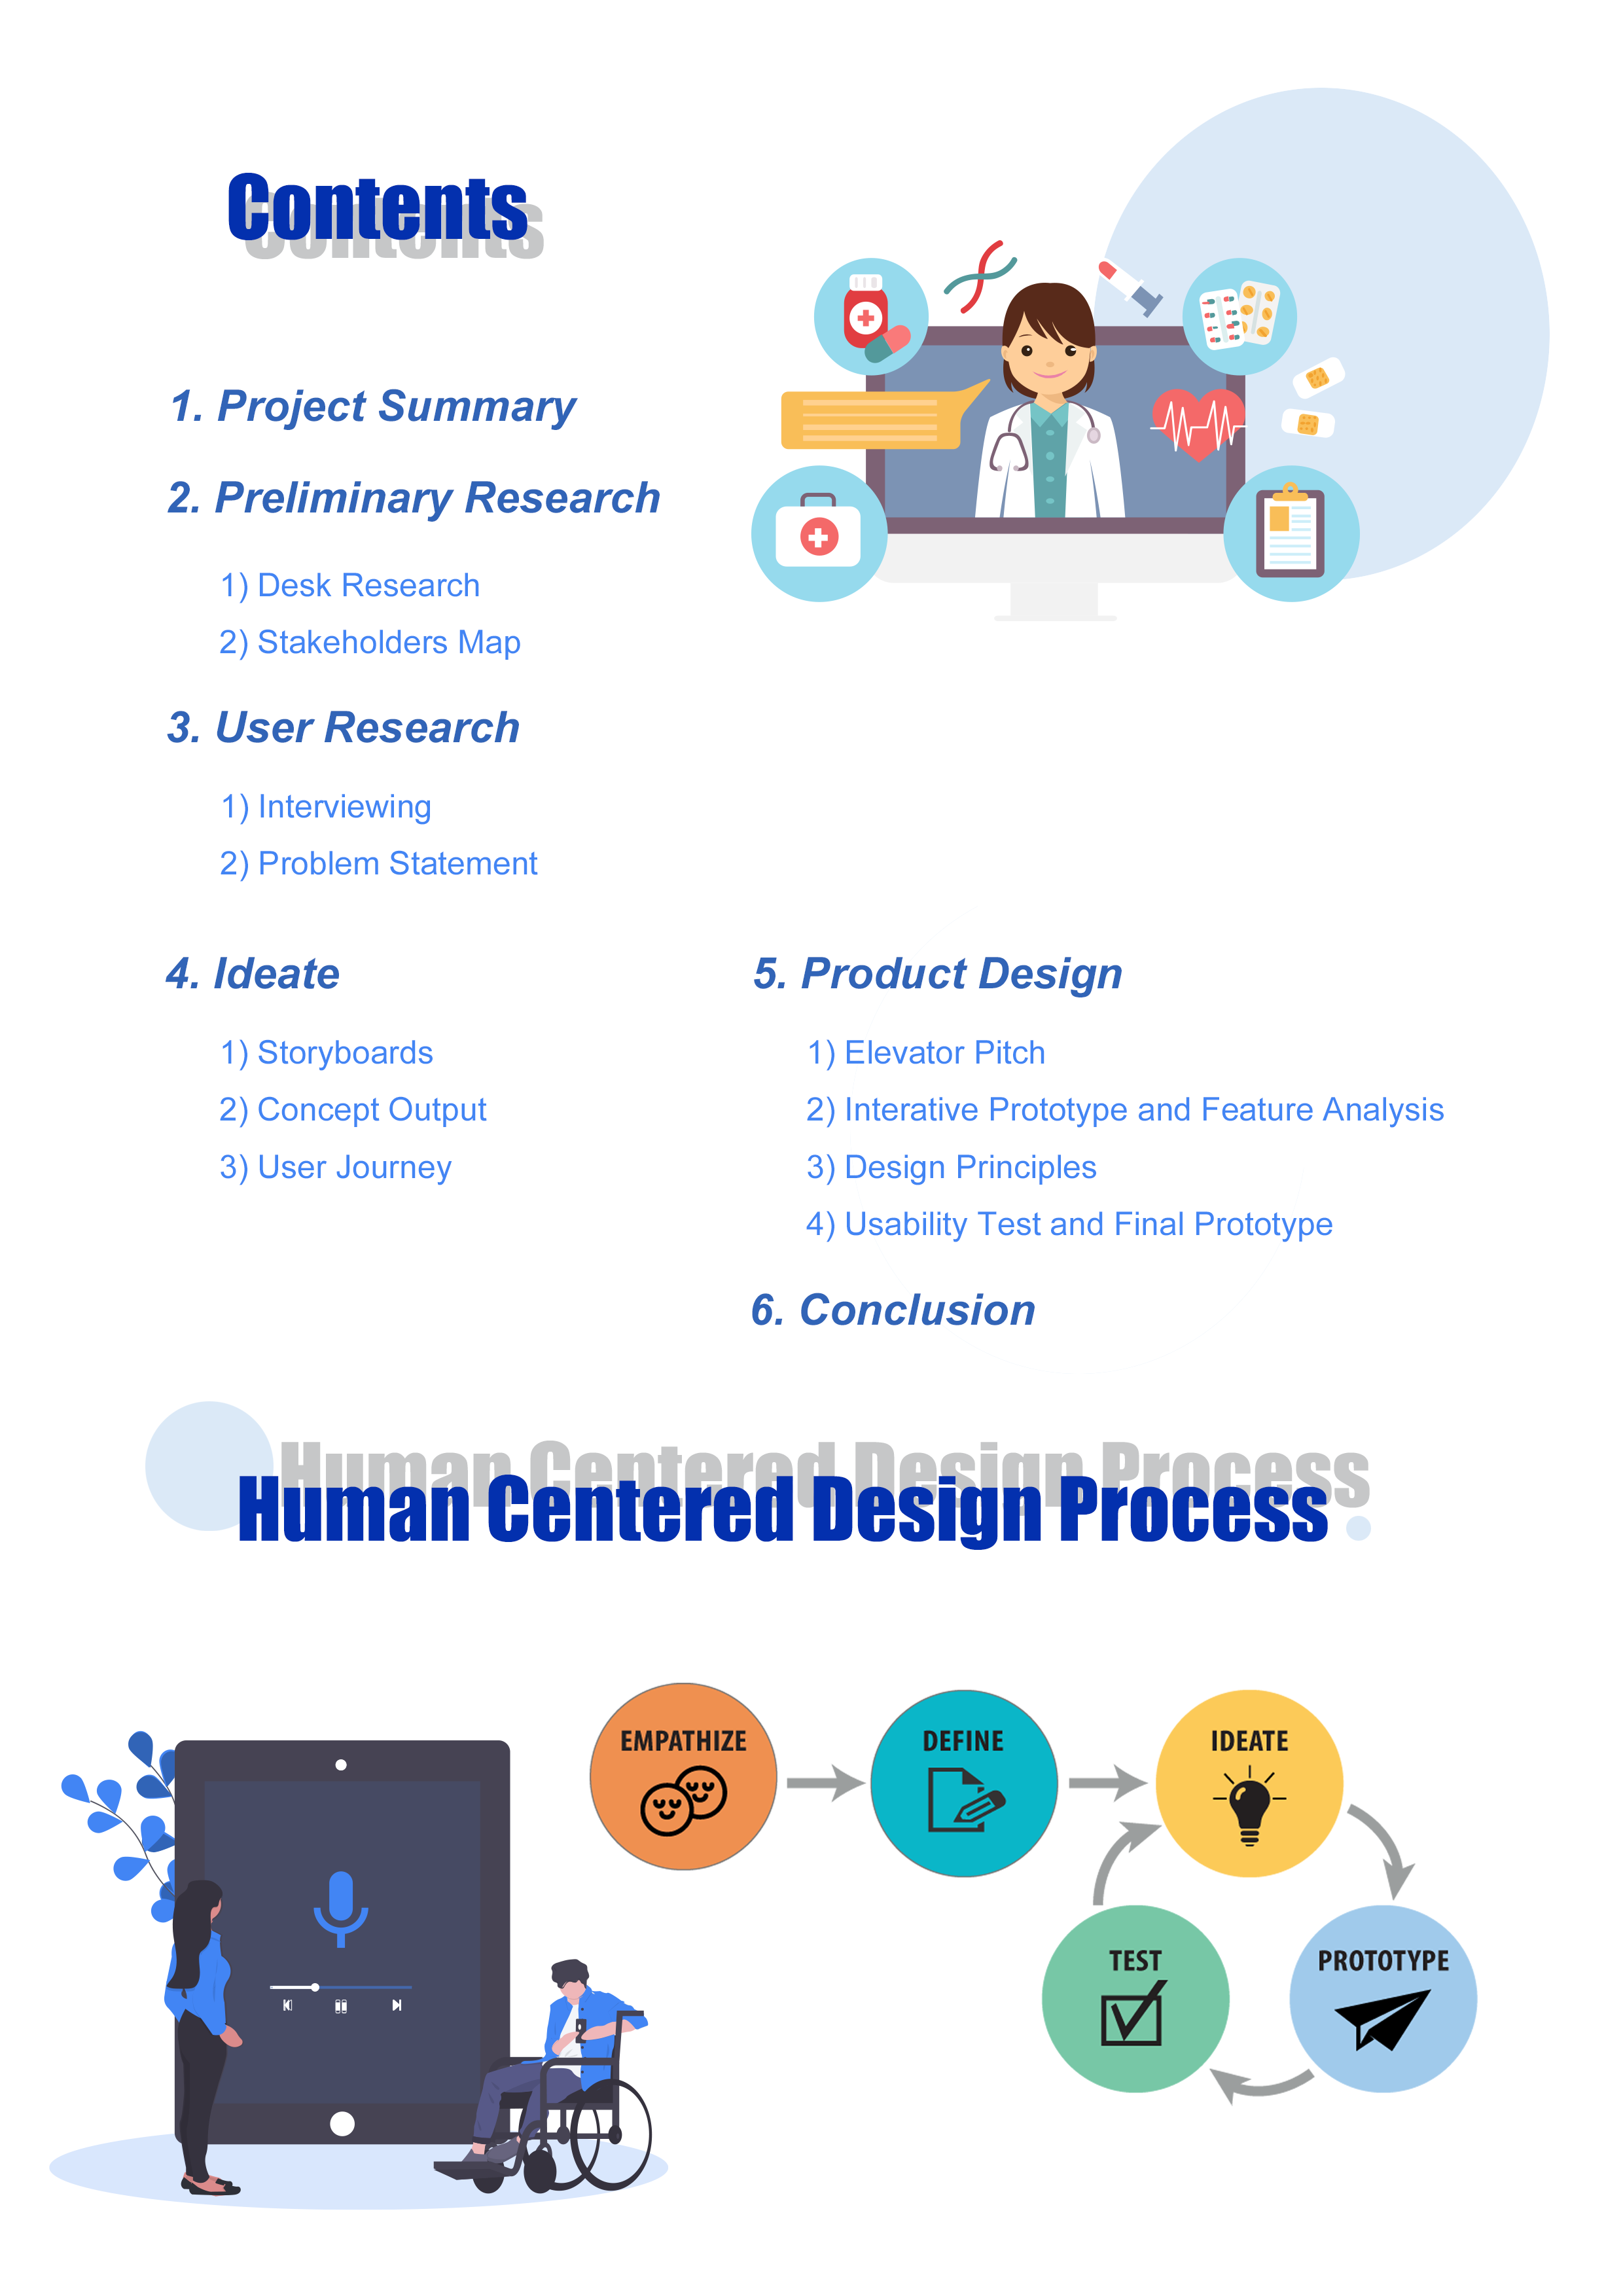 Contents
1. Project Summary
2. Preliminary Research
1) Desk Research
2) Stakeholders Map
3. User Research
1) Interviewing
2) Problem Statement
4. Ideate
1) Storyboards
2) Concept Output
3) User Journey
5. Product Design
1) Elevator Pitch
2) Interative Prototype and Feature Analysis
3) Design Principles
4) Usability Test and Final Prototype
6. Conclusion
Human Centered Design Process
EMPATHIZE
DEFINE
IDEATE
PROTOTYPE
TEST